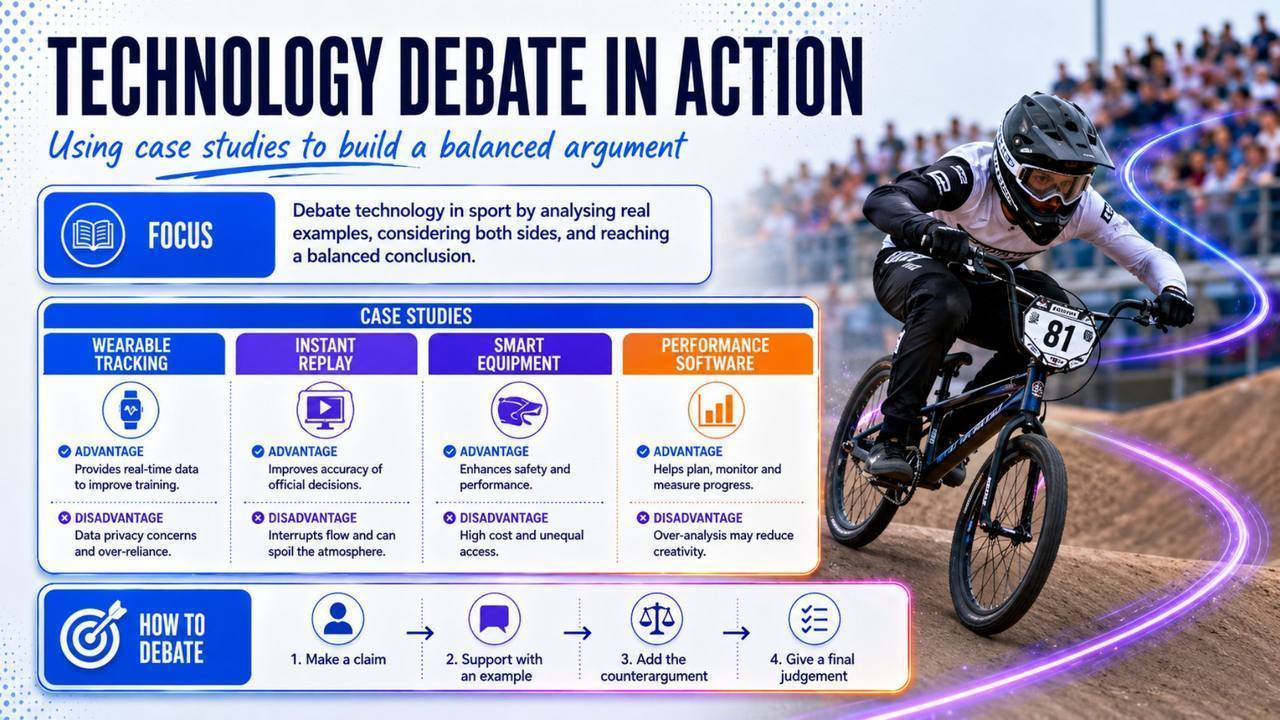 TECHNOLOGY DEBATE IN ACTION
Using case studies to build a balanced argument
FOCUS
Debate technology in sport by analysing real
examples, considering both sides, and reaching
a balanced conclusion.
CASE STUDIES
WEARABLE
TRACKING
ADVANTAGE
Provides real-time data
to improve training.
DISADVANTAGE
Data privacy concerns
and over-reliance.
INSTANT
REPLAY
ADVANTAGE
Improves accuracy of
official decisions.
DISADVANTAGE
Interrupts flow and can
spoil the atmosphere.
SMART
EQUIPMENT
ADVANTAGE
Enhances safety and
performance.
DISADVANTAGE
High cost and unequal
access.
PERFORMANCE
SOFTWARE
ADVANTAGE
Helps plan, monitor and
measure progress.
DISADVANTAGE
Over-analysis may reduce
creativity.
HOW TO
DEBATE
1. Make a claim
2. Support with
an example
3. Add the
counterargument
4. Give a final
judgement
81